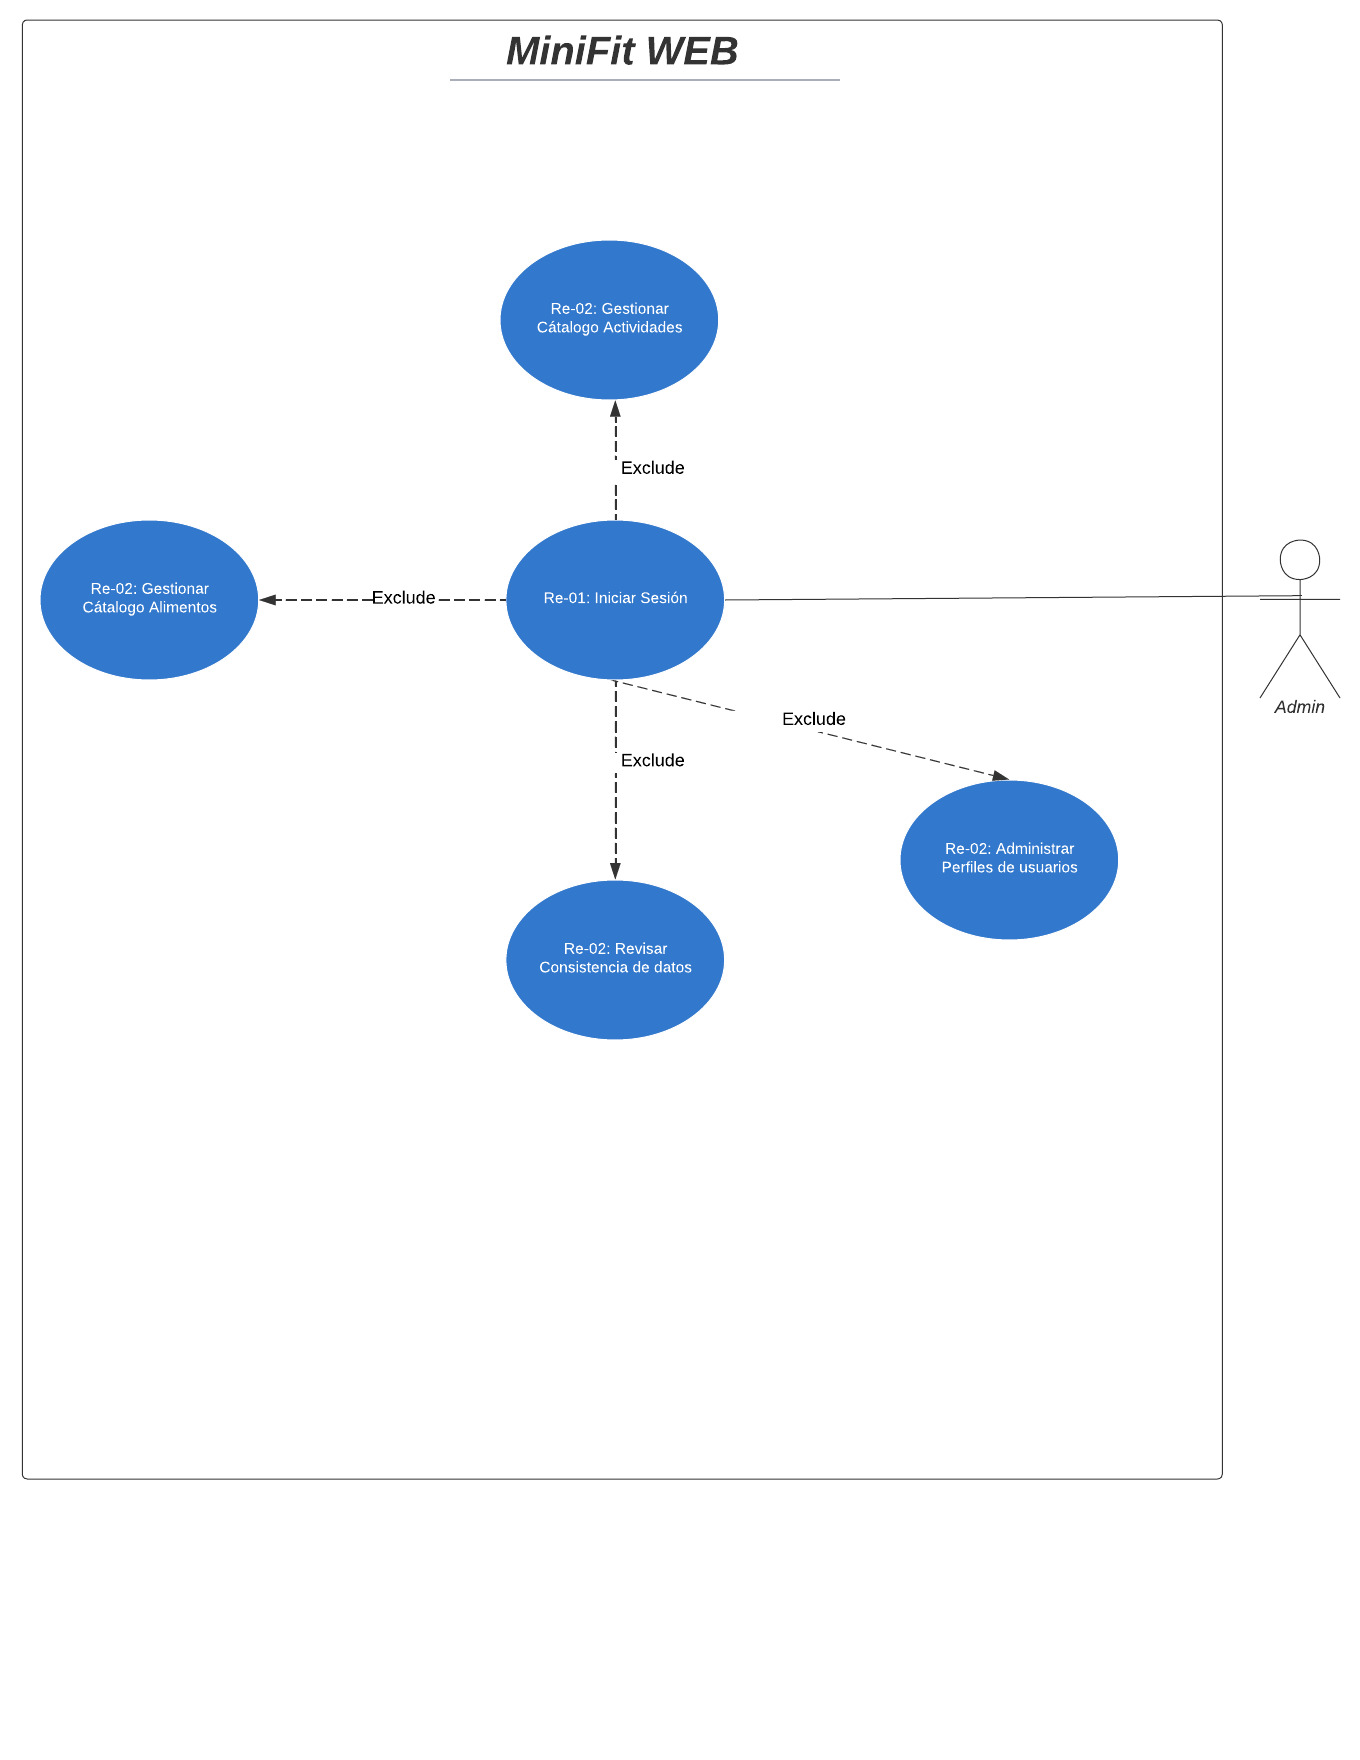 MiniFit WEB
Re-02: Gestionar
Cátalogo Actividades
Exclude
Re-02: Gestionar
Cátalogo Alimentos
Exclude
Re-01: Iniciar Sesión
Admin
Exclude
Exclude
Re-02: Administrar
Perfiles de usuarios
Re-02: Revisar
Consistencia de datos